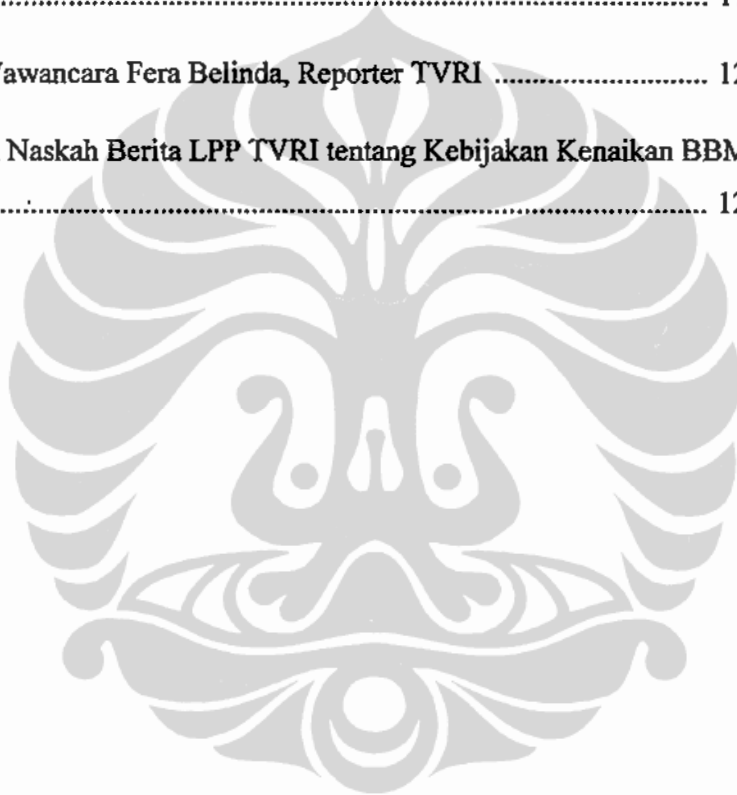 Wawancara Fera Belinda, Reporter TVRI .......................... 12
Naskah Berita LPP TVRI tentang Kebijakan Kenaikan BBM
............................................................................ 12